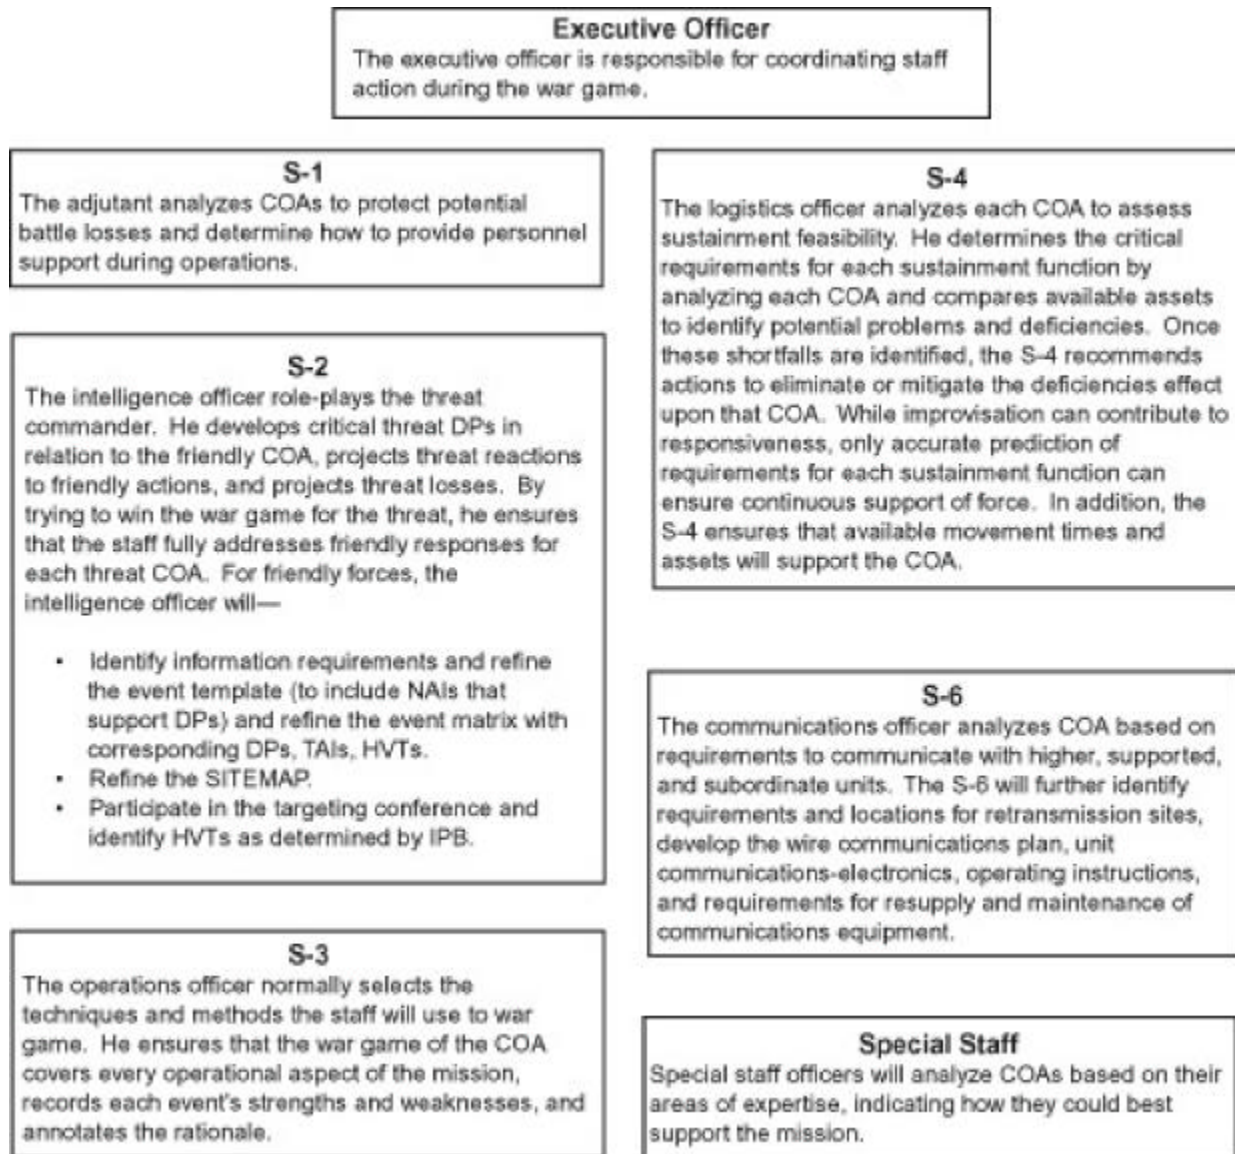 Executive Officer
The executive officer is responsible for coordinating staff
action during the war game.
S-1
The adjutant analyzes COAs to protect potential
battle losses and determine how to provide personnel
support during operations.
S-2
The intelligence officer role-plays the threat
commander. He develops critical threat DPs in
relation to the friendly COA, projects threat reactions
to friendly actions, and projects threat losses. By
trying to win the war game for the threat, he ensures
that the staff fully addresses friendly responses for
each threat COA. For friendly forces, the
intelligence officer will—
• Identify information requirements and refine
the event template (to include NAIs that
support DPs) and refine the event matrix with
corresponding DPs, TAIs, HVTs.
• Refine the SITEMAP.
• Participate in the targeting conference and
identify HVTs as determined by IPB.
S-3
The operations officer normally selects the
techniques and methods the staff will use to war
game. He ensures that the war game of the COA
covers every operational aspect of the mission,
records each event's strengths and weaknesses, and
annotates the rationale.
S-4
The logistics officer analyzes each COA to assess
sustainment feasibility. He determines the critical
requirements for each sustainment function by
analyzing each COA and compares available assets
to identify potential problems and deficiencies. Once
these shortfalls are identified, the S-4 recommends
actions to eliminate or mitigate the deficiencies effect
upon that COA. While improvisation can contribute to
responsiveness, only accurate prediction of
requirements for each sustainment function can
ensure continuous support of force. In addition, the
S-4 ensures that available movement times and
assets will support the COA.
S-6
The communications officer analyzes COA based on
requirements to communicate with higher, supported,
and subordinate units. The S-6 will further identify
requirements and locations for retransmission sites,
develop the wire communications plan, unit
communications-electronics, operating instructions,
and requirements for resupply and maintenance of
communications equipment.
Special Staff
Special staff officers will analyze COAs based on their
areas of expertise, indicating how they could best
support the mission.